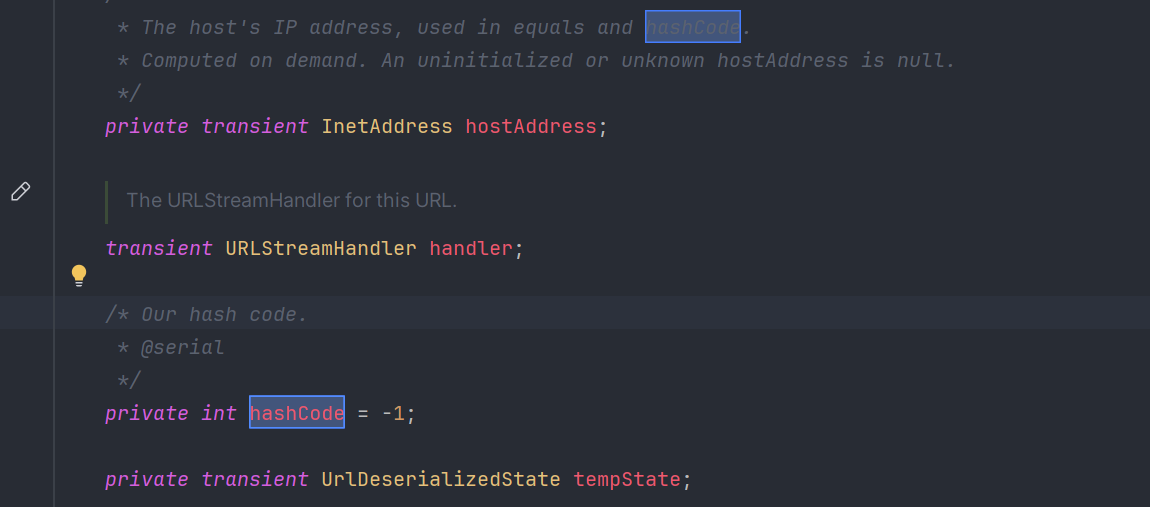 * The host's IP address, used in equals and hashCode.
* Computed on demand. An uninitialized or unknown hostAddress is null.
*/
private transient InetAddress hostAddress;
The URLStreamHandler for this URL.
transient URLStreamHandler handler;
/* Our hash code.
* @serial
*/
private int hashCode = -1;
private transient UrlDeserializedState tempState;